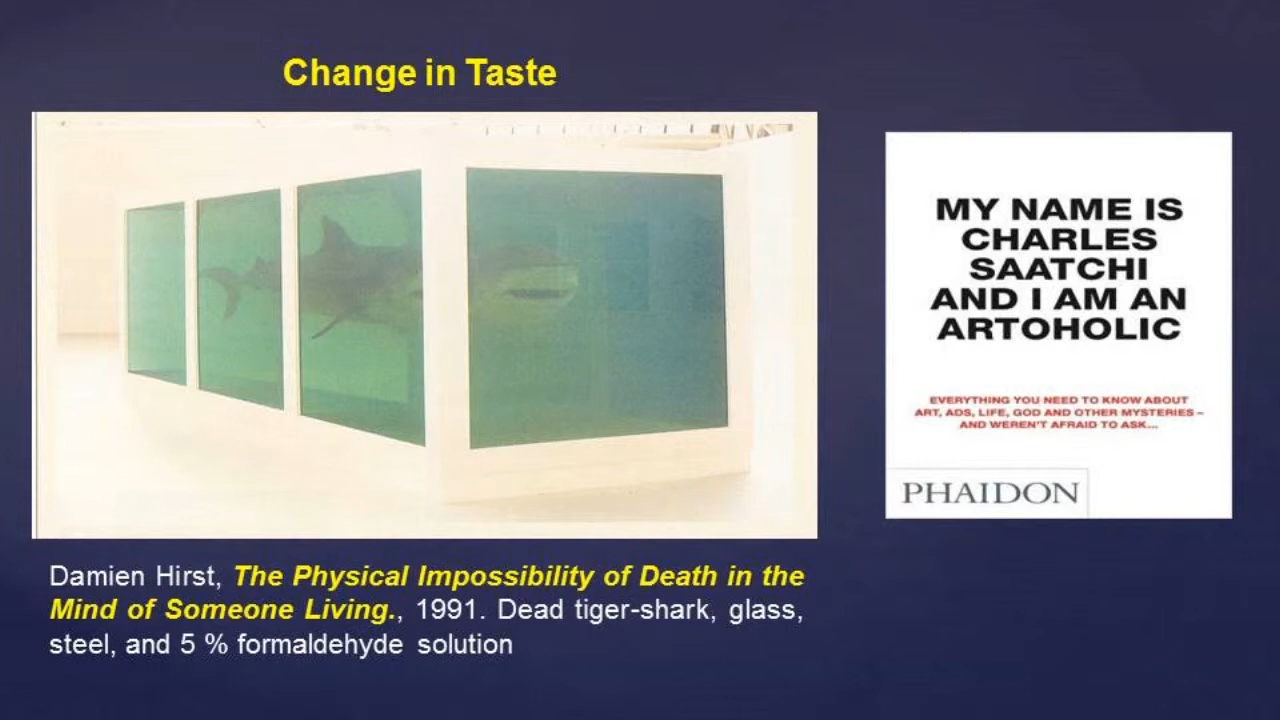 Change in Taste
MY NAME IS
CHARLES
SAATCHI
AND I AM AN
ARTOHOLIC
EVERYTHING YOU NEED TO KNOW ABOUT
ART, ADS, LIFE, GOD AND OTHER MYSTERIES –
AND WEREN'T AFRAID TO ASK...
PHAIDON
Damien Hirst, The Physical Impossibility of Death in the
Mind of Someone Living., 1991. Dead tiger-shark, glass,
steel, and 5 % formaldehyde solution